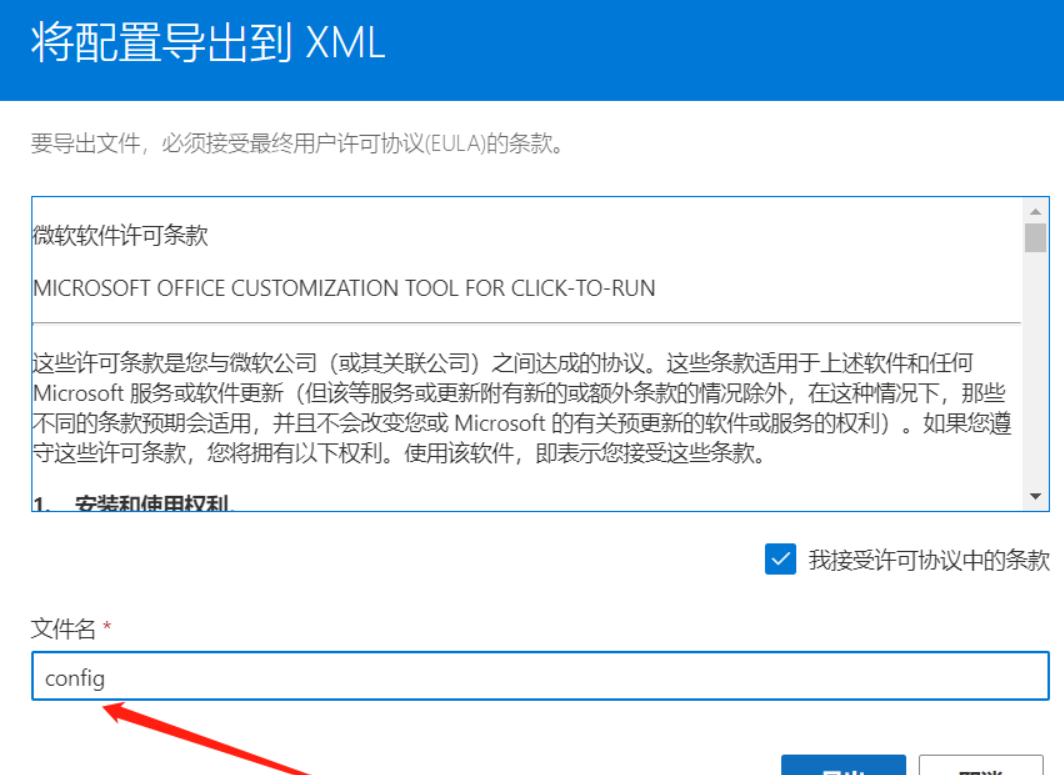 将配置导出到 XML
要导出文件，必须接受最终用户许可协议(EULA)的条款。
微软软件许可条款
MICROSOFT OFFICE CUSTOMIZATION TOOL FOR CLICK-TO-RUN
这些许可条款是您与微软公司（或其关联公司）之间达成的协议。这些条款适用于上述软件和任何
Microsoft 服务或软件更新（但该等服务或更新附有新的或额外条款的情况除外，在这种情况下，那些
不同的条款预期会适用，并且不会改变您或 Microsoft 的有关预更新的软件或服务的权利）。如果您遵
守这些许可条款，您将拥有以下权利。使用该软件，即表示您接受这些条款。
1. 安装和使用权利.
我接受许可协议中的条款
文件名 *
config
导出 取消